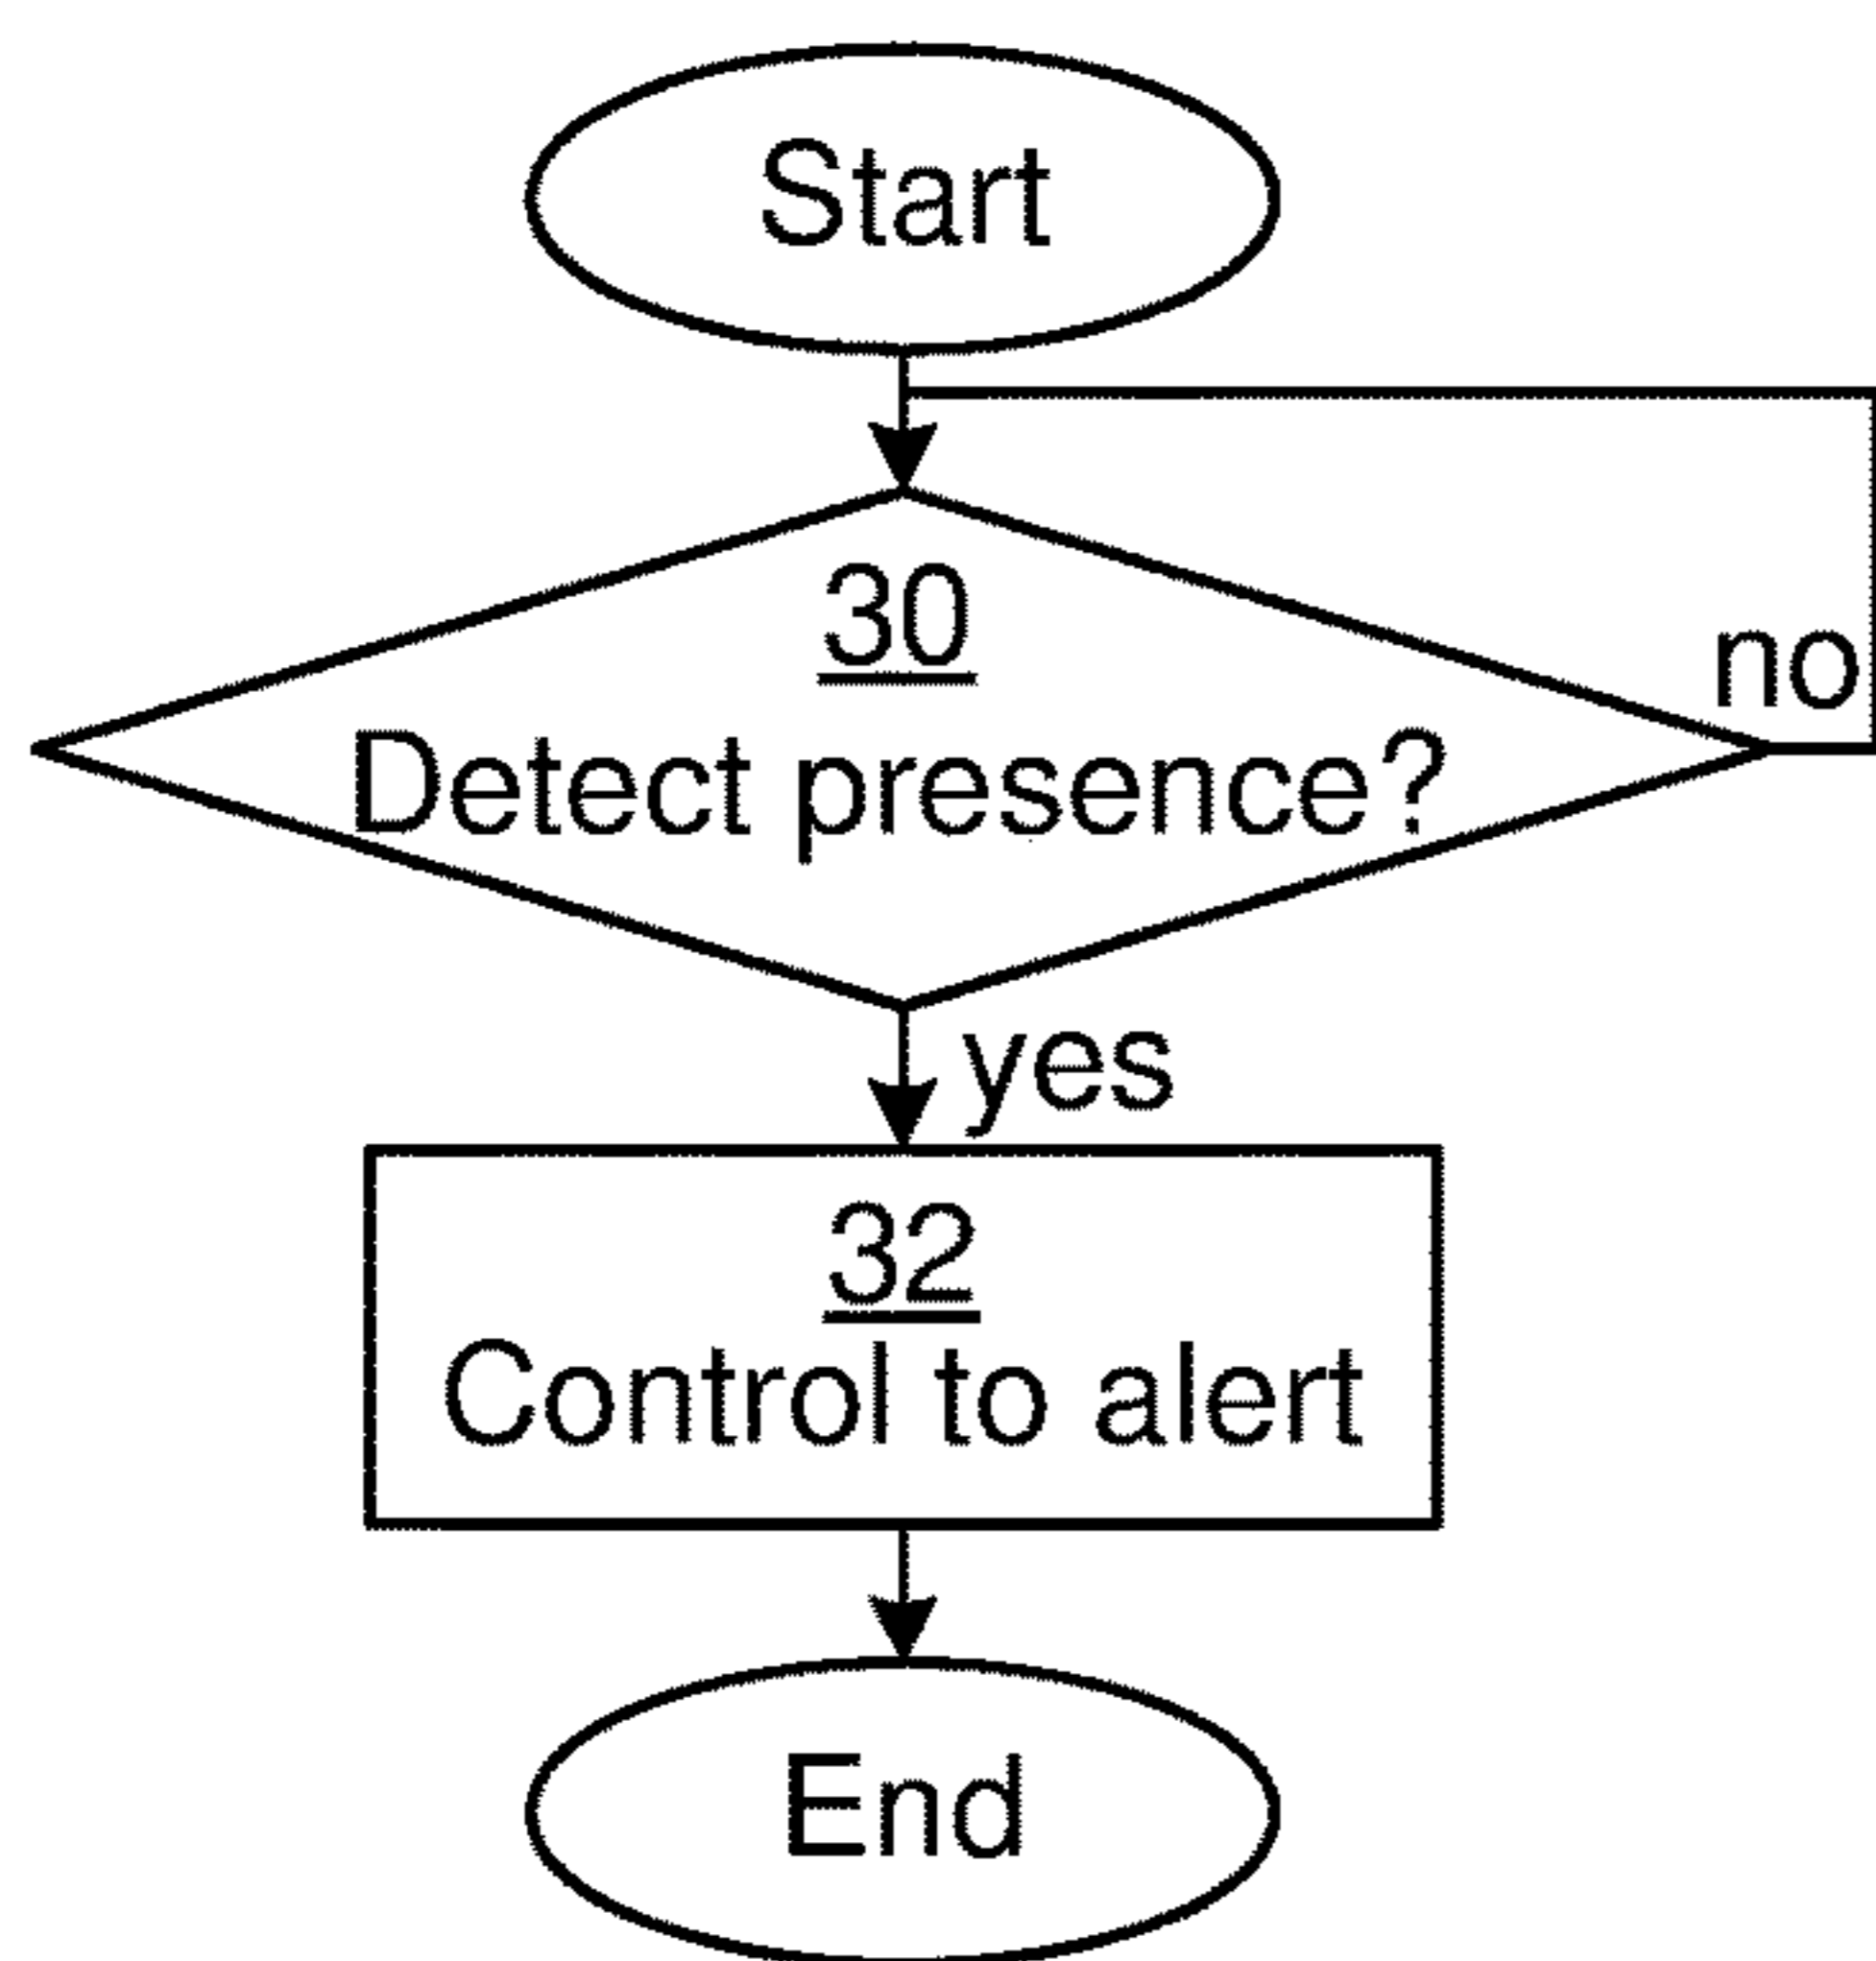 Start
30
Detect presence?
no
yes
32
Control to alert
End